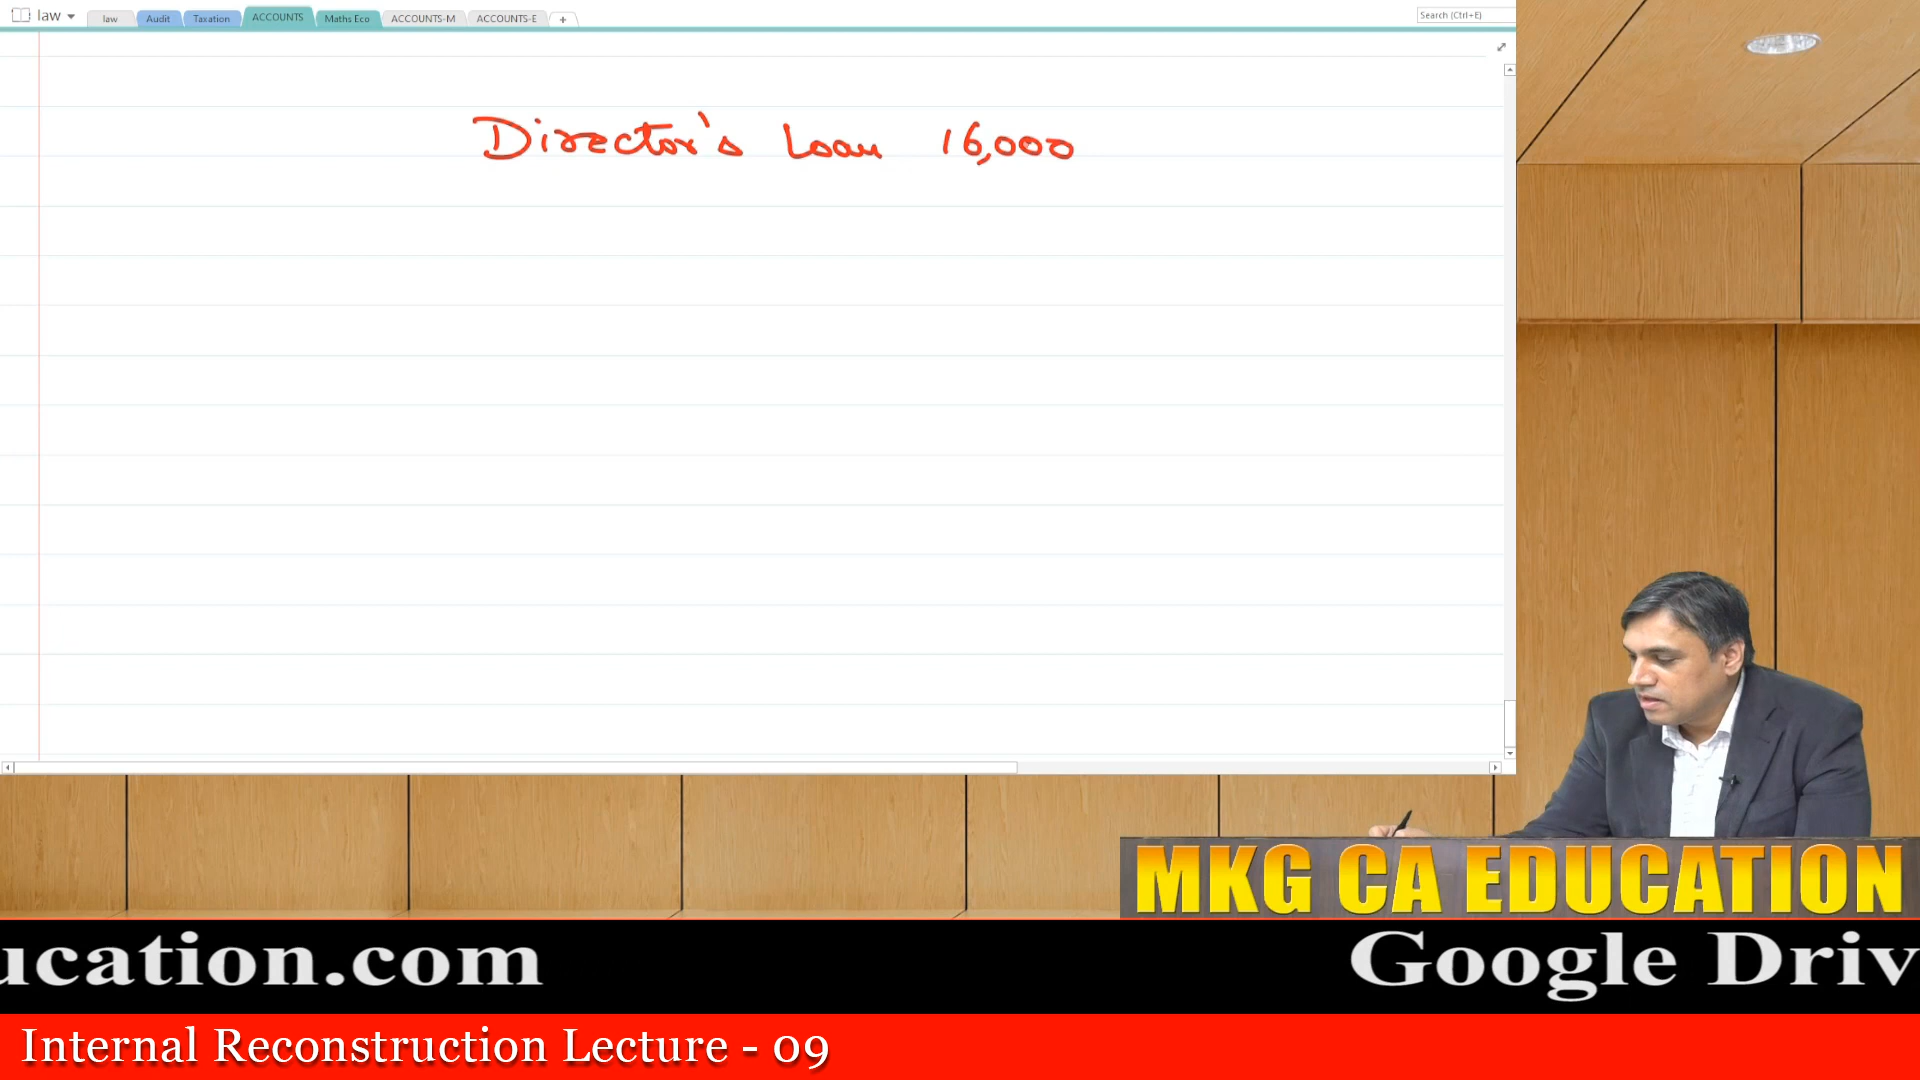 law
law Audit Taxation ACCOUNTS Maths Eco ACCOUNTS-M ACCOUNTS-E +
Search (Ctrl+E)
Director's Loan 16,000
MKG CA EDUCATION
ucation.com
Google Driv
Internal Reconstruction Lecture - 09